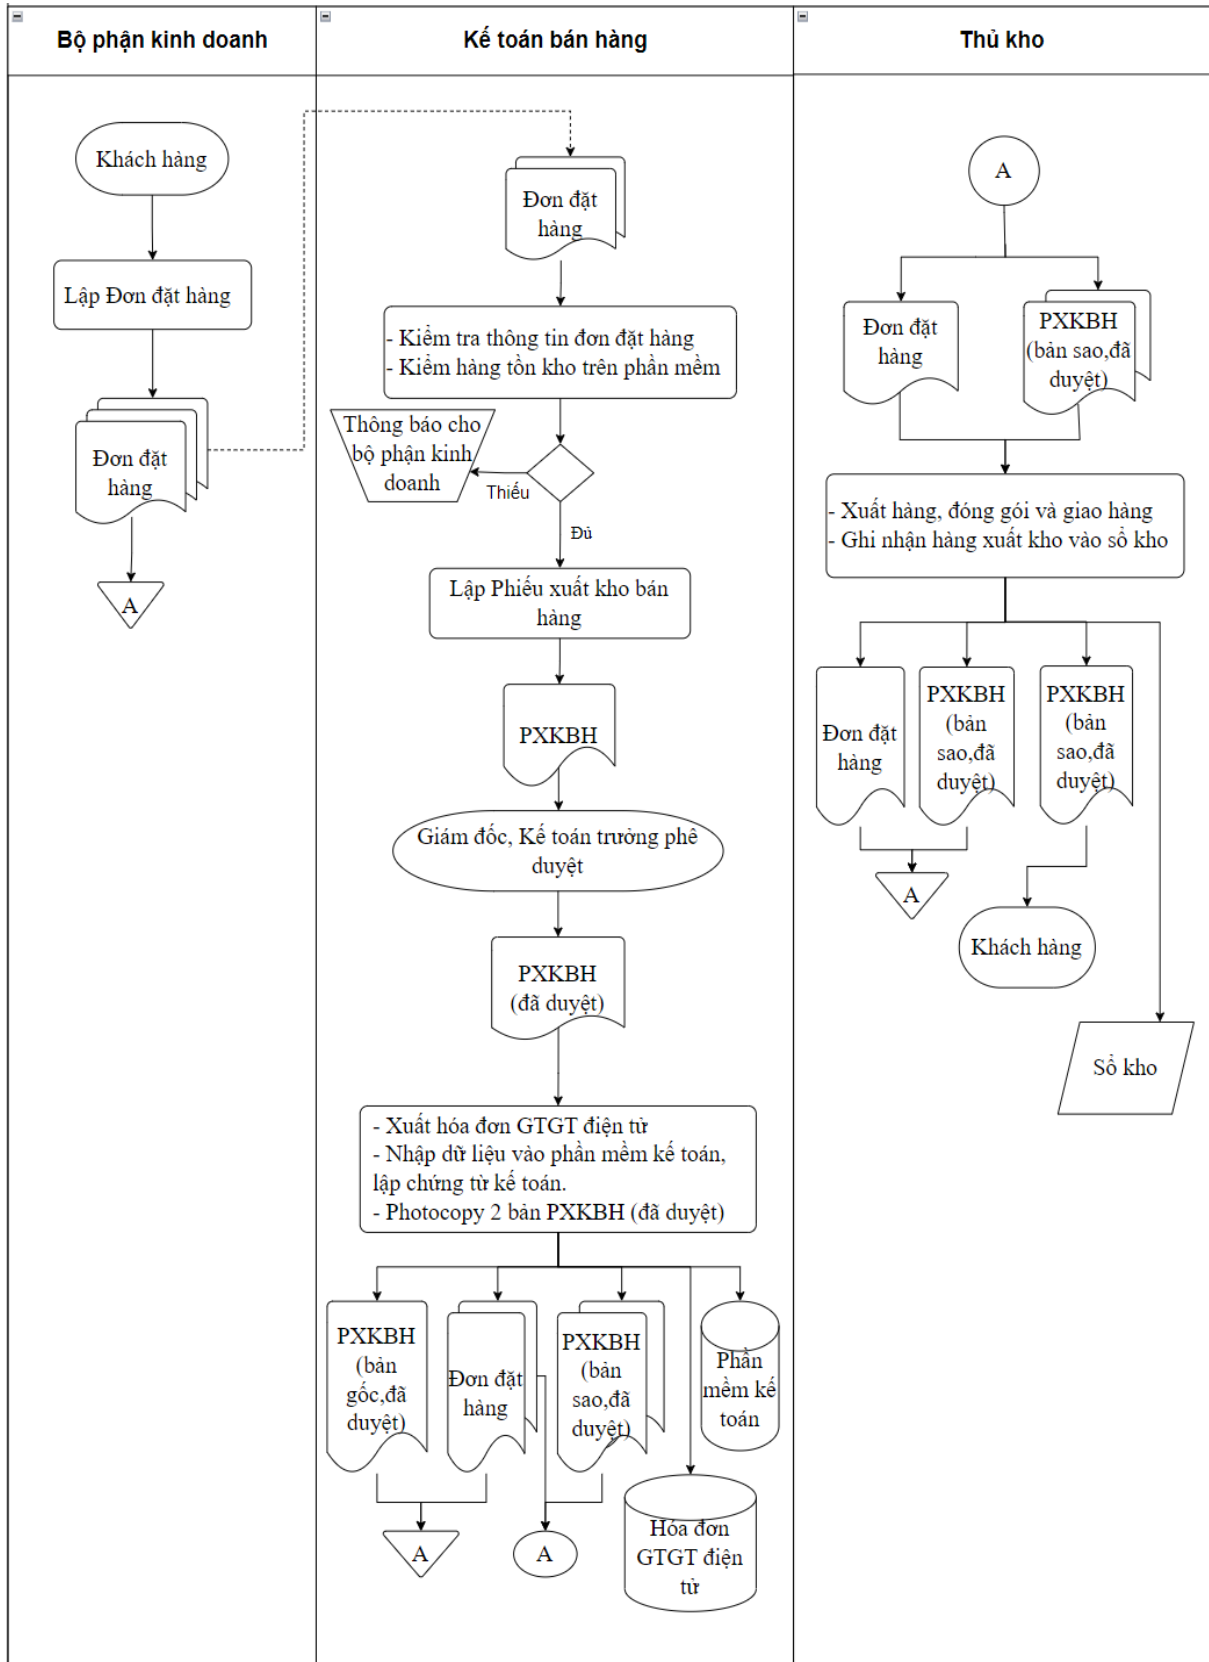 Bộ phận kinh doanh
Kế toán bán hàng
Thủ kho
Khách hàng
Lập Đơn đặt hàng
Đơn đặt
hàng
A
Đơn đặt
hàng
- Kiểm tra thông tin đơn đặt hàng
- Kiểm hàng tồn kho trên phần mềm
Thông báo cho
bộ phận kinh
doanh
Thiếu
Đủ
Lập Phiếu xuất kho bán
hàng
PXKBH
Giám đốc, Kế toán trưởng phê
duyệt
PXKBH
(đã duyệt)
- Xuất hóa đơn GTGT điện tử
- Nhập dữ liệu vào phần mềm kế toán,
lập chứng từ kế toán.
- Photocopy 2 bản PXKBH (đã duyệt)
PXKBH
(bản
gốc,đã
duyệt)
Đơn đặt
hàng
PXKBH
(bản
sao,đã
duyệt)
Phần
mềm kế
toán
A
A
Hóa đơn
GTGT điện
tử
A
Đơn đặt
hàng
PXKBH
(bản sao,đã
duyệt)
- Xuất hàng, đóng gói và giao hàng
- Ghi nhận hàng xuất kho vào sổ kho
Đơn đặt
hàng
PXKBH
(bản
sao,đã
duyệt)
PXKBH
(bản
sao,đã
duyệt)
A
Khách hàng
Sổ kho